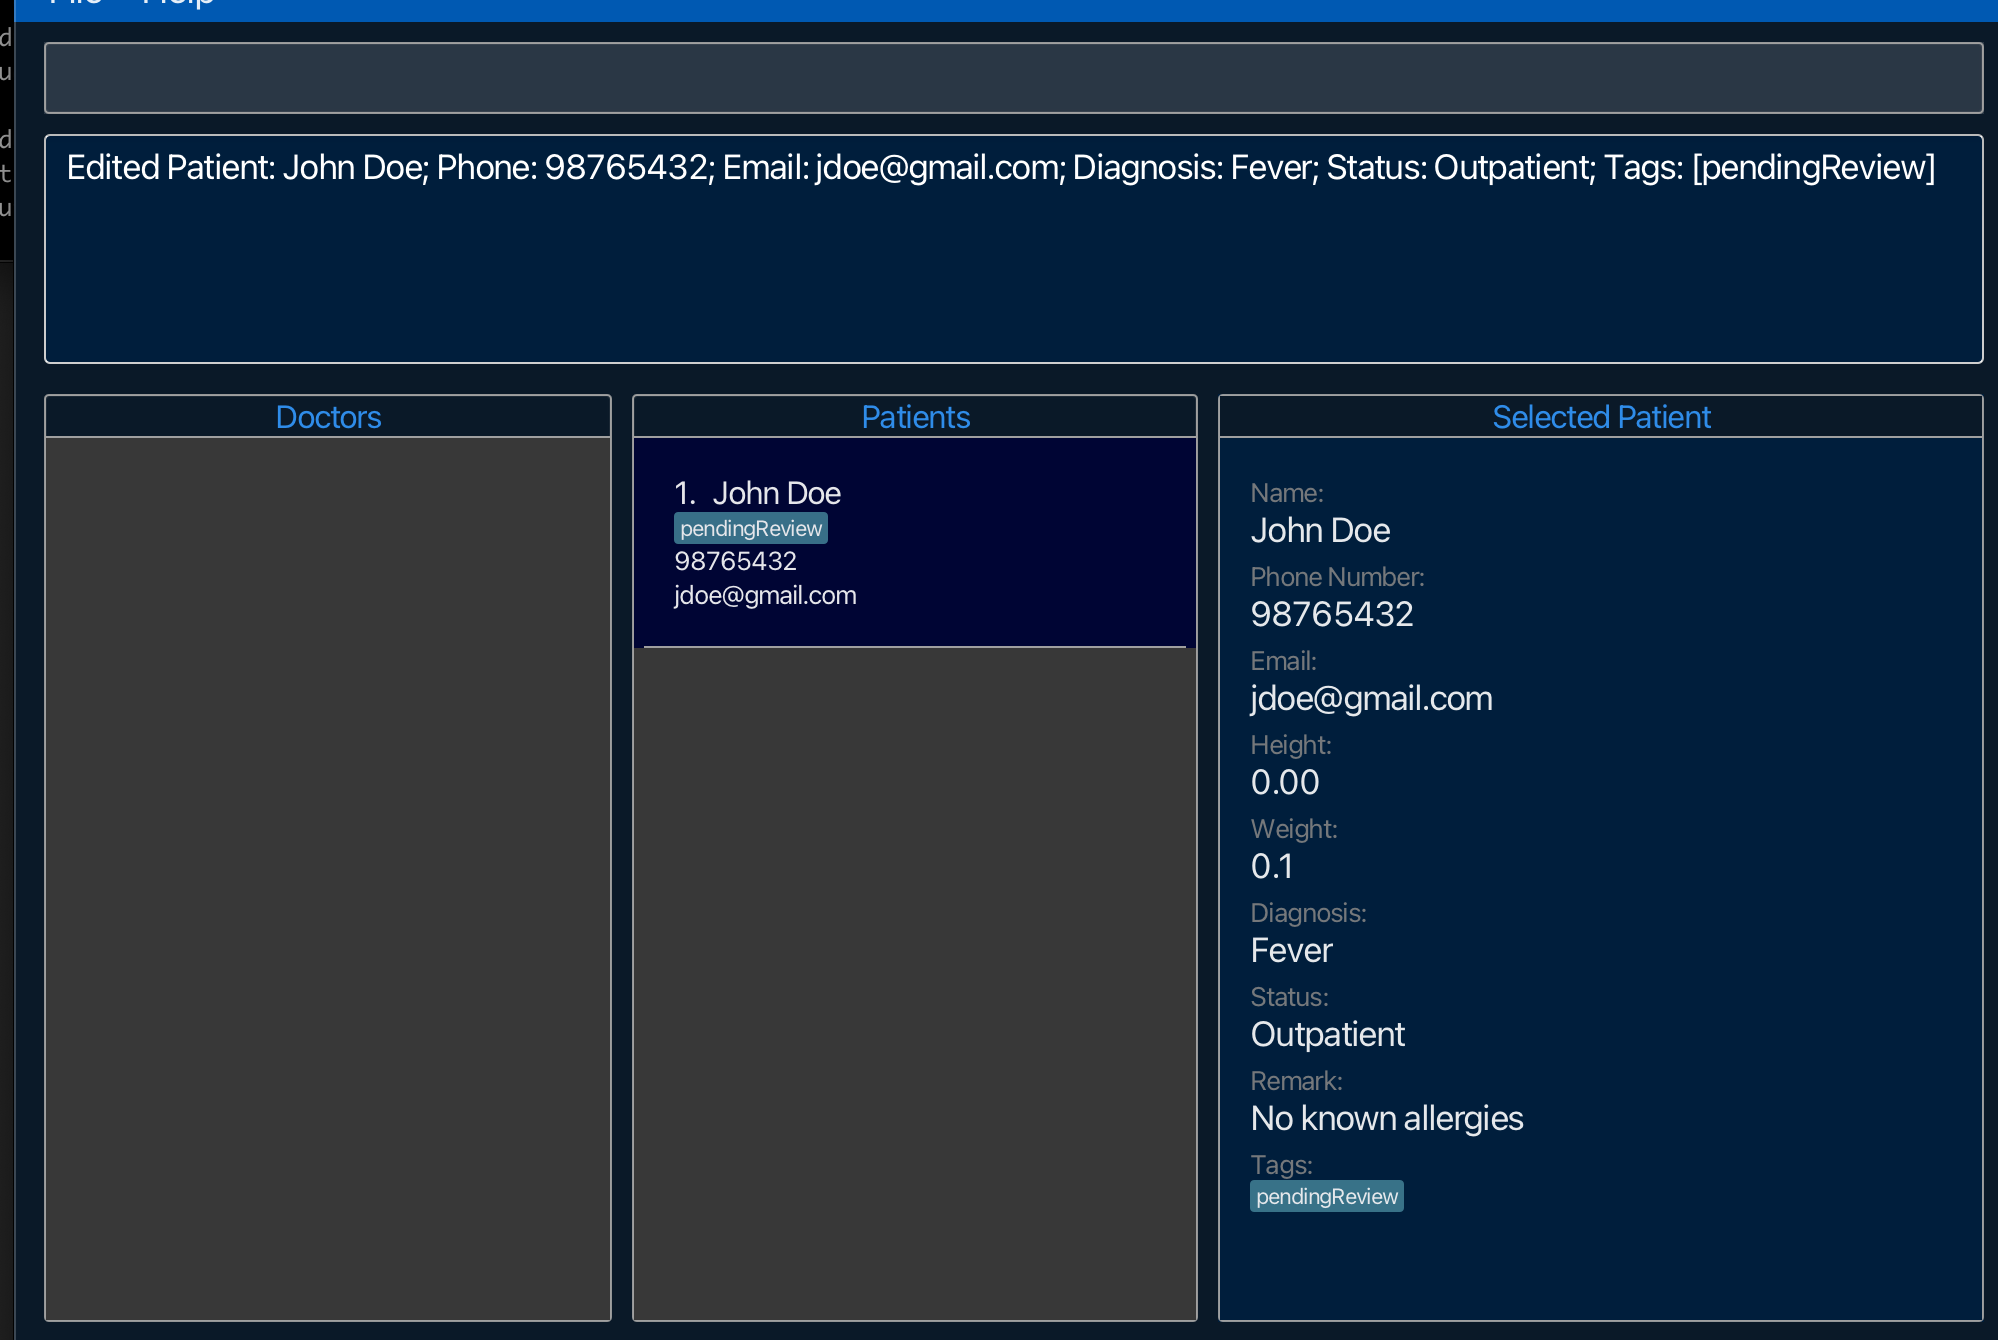 File Help
Edited Patient: John Doe; Phone: 98765432; Email: jdoe@gmail.com; Diagnosis: Fever; Status: Outpatient; Tags: [pendingReview]
Doctors
Patients
1. John Doe
pendingReview
98765432
jdoe@gmail.com
Selected Patient
Name:
John Doe
Phone Number:
98765432
Email:
jdoe@gmail.com
Height:
0.00
Weight:
0.1
Diagnosis:
Fever
Status:
Outpatient
Remark:
No known allergies
Tags:
pendingReview